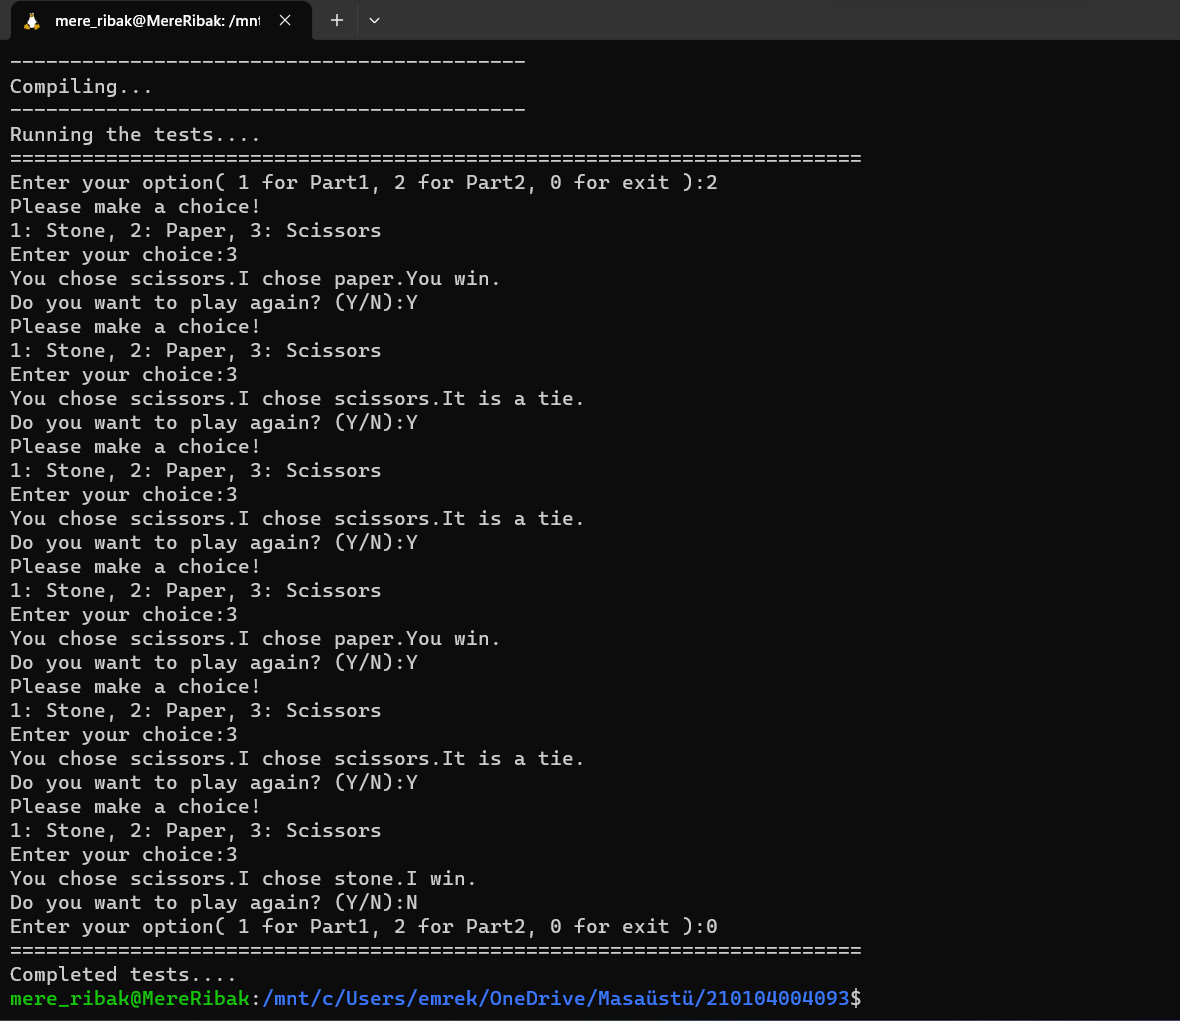 mere_ribak@MereRibak: /mnt
-------------------------------------------
Compiling...
-------------------------------------------
Running the tests....
=======================================================================
Enter your option( 1 for Part1, 2 for Part2, 0 for exit ):2
Please make a choice!
1: Stone, 2: Paper, 3: Scissors
Enter your choice:3
You chose scissors.I chose paper.You win.
Do you want to play again? (Y/N):Y
Please make a choice!
1: Stone, 2: Paper, 3: Scissors
Enter your choice:3
You chose scissors.I chose scissors.It is a tie.
Do you want to play again? (Y/N):Y
Please make a choice!
1: Stone, 2: Paper, 3: Scissors
Enter your choice:3
You chose scissors.I chose scissors.It is a tie.
Do you want to play again? (Y/N):Y
Please make a choice!
1: Stone, 2: Paper, 3: Scissors
Enter your choice:3
You chose scissors.I chose paper.You win.
Do you want to play again? (Y/N):Y
Please make a choice!
1: Stone, 2: Paper, 3: Scissors
Enter your choice:3
You chose scissors.I chose scissors.It is a tie.
Do you want to play again? (Y/N):Y
Please make a choice!
1: Stone, 2: Paper, 3: Scissors
Enter your choice:3
You chose scissors.I chose stone.I win.
Do you want to play again? (Y/N):N
Enter your option( 1 for Part1, 2 for Part2, 0 for exit ):0
=======================================================================
Completed tests....
mere_ribak@MereRibak:/mnt/c/Users/emrek/OneDrive/Masaüstü/210104004093$